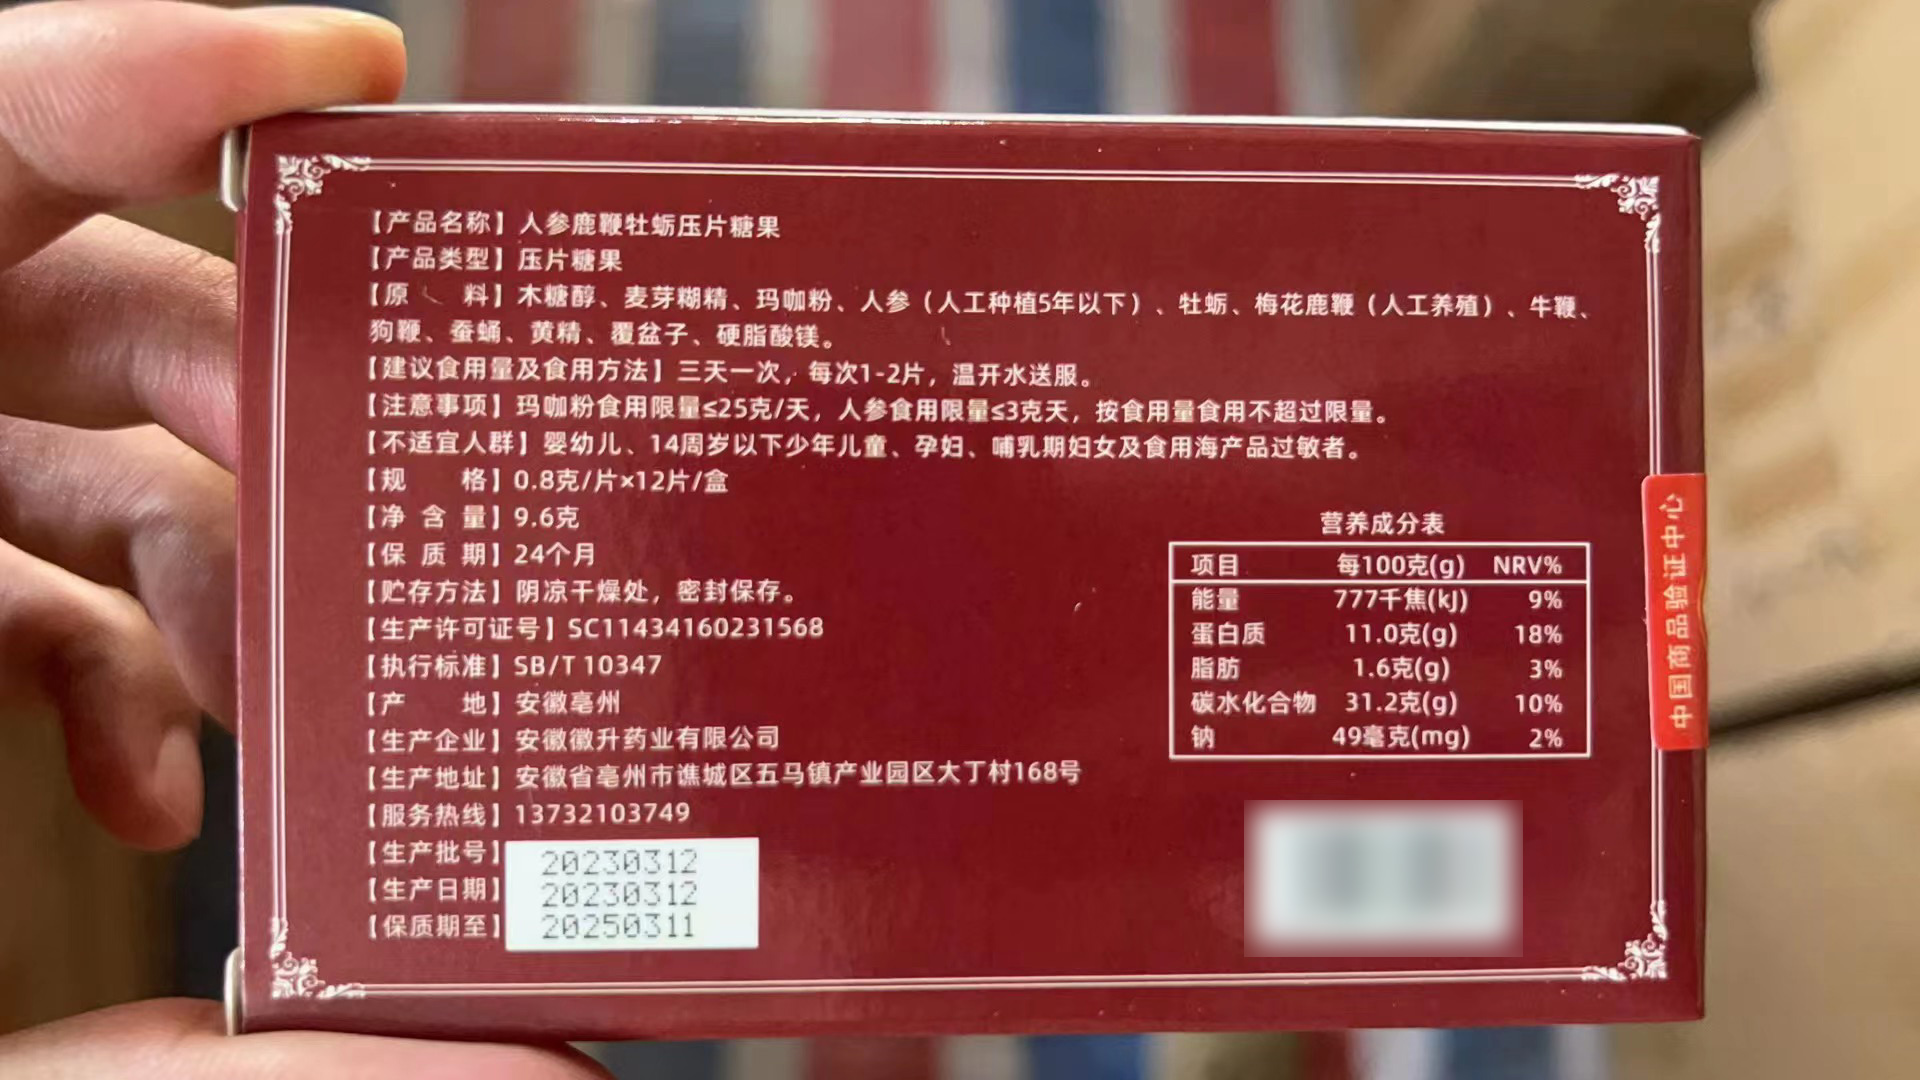 【产品名称】人参鹿鞭牡蛎压片糖果
【产品类型】压片糖果
【原 料】木糖醇、麦芽糊精、玛咖粉、人参（人工种植5年以下）、牡蛎、梅花鹿鞭（人工养殖）、牛鞭、
狗鞭、蚕蛹、黄精、覆盆子、硬脂酸镁。
【建议食用量及食用方法】三天一次，每次1-2片，温开水送服。
【注意事项】玛咖粉食用限量≤25克/天，人参食用限量≤3克天，按食用量食用不超过限量。
【不适宜人群】婴幼儿、14周岁以下少年儿童、孕妇、哺乳期妇女及食用海产品过敏者。
【规 格】0.8克/片×12片/盒
【净 含 量】9.6克
【保 质 期】24个月
【贮存方法】阴凉干燥处，密封保存。
【生产许可证号】SC11434160231568
【执行标准】SB/T 10347
【产 地】安徽亳州
【生产企业】安徽徽升药业有限公司
【生产地址】安徽省亳州市谯城区五马镇产业园区大丁村168号
【服务热线】13732103749
【生产批号】20230312
【生产日期】20230312
【保质期至】20250311
营养成分表
项目 每100克(g) NRV%
能量 777千焦(kJ) 9%
蛋白质 11.0克(g) 18%
脂肪 1.6克(g) 3%
碳水化合物 31.2克(g) 10%
钠 49毫克(mg) 2%
中国商品验证中心